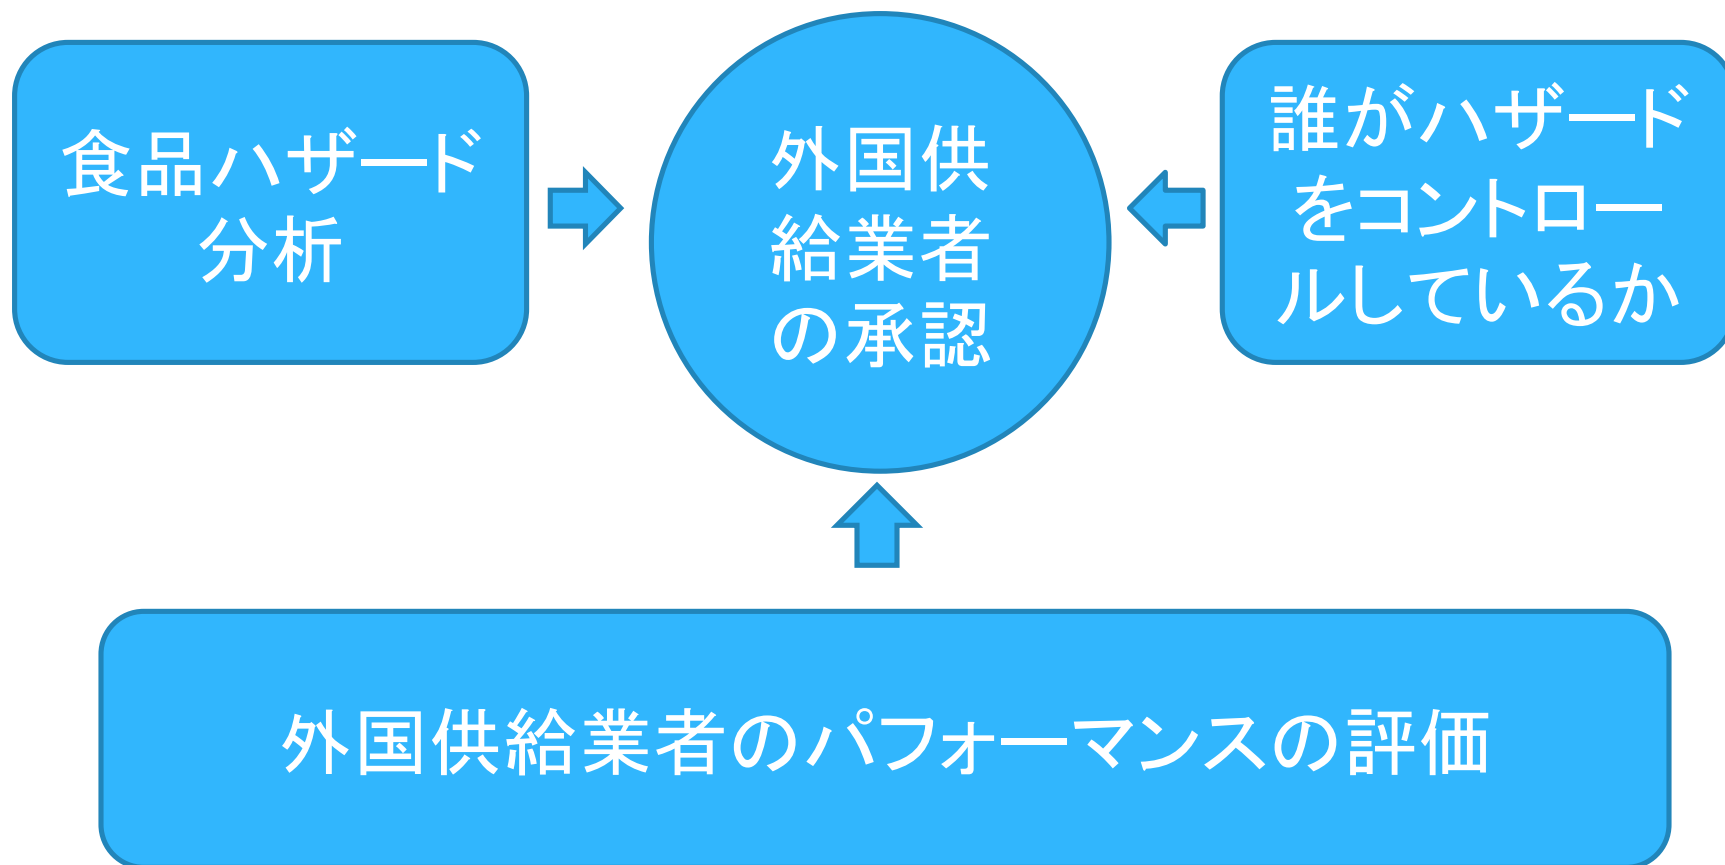 食品ハザード
分析
外国供
給業者
の承認
誰がハザード
をコントロー
ルしているか
外国供給業者のパフォーマンスの評価